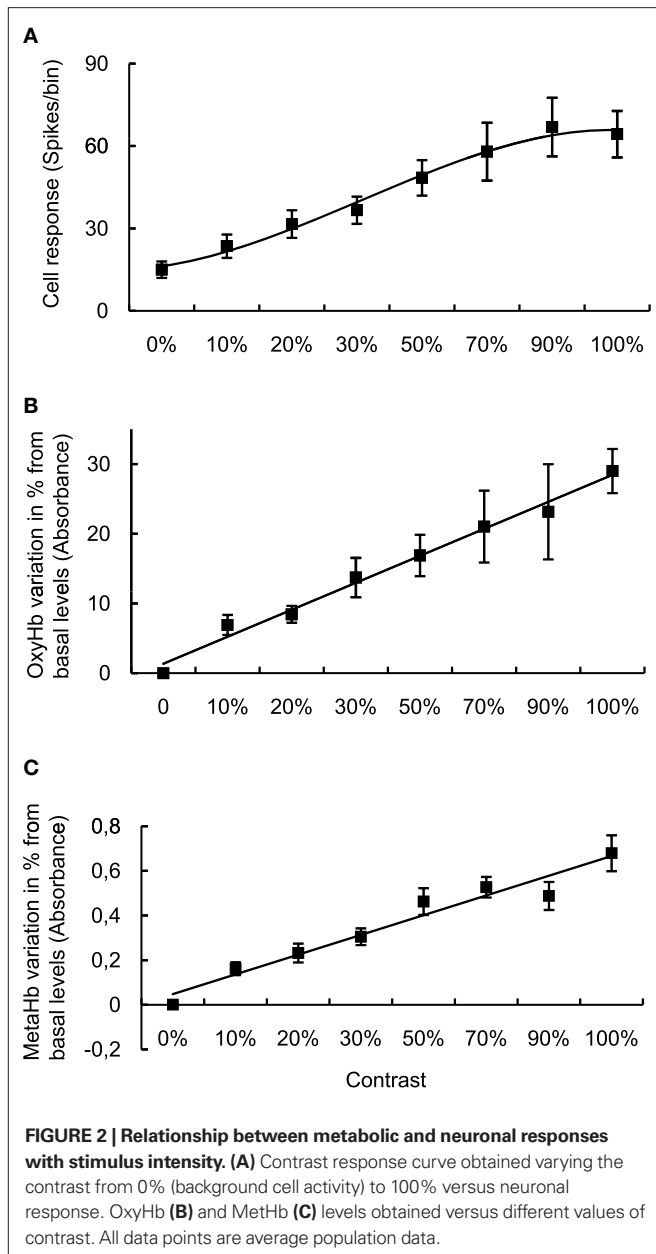 A
Cell response (Spikes/bin)
90
60
30
0
0% 10% 20% 30% 50% 70% 90% 100%
B
OxyHb variation in % from
basal levels (Absorbance)
30
20
10
0
0 10% 20% 30% 50% 70% 90% 100%
C
MetaHb variation in % from
basal levels (Absorbance)
0,8
0,6
0,4
0,2
0
-0,2
0% 10% 20% 30% 50% 70% 90% 100%
Contrast
FIGURE 2 | Relationship between metabolic and neuronal responses
with stimulus intensity. (A) Contrast response curve obtained varying the
contrast from 0% (background cell activity) to 100% versus neuronal
response. OxyHb (B) and MetHb (C) levels obtained versus different values of
contrast. All data points are average population data.